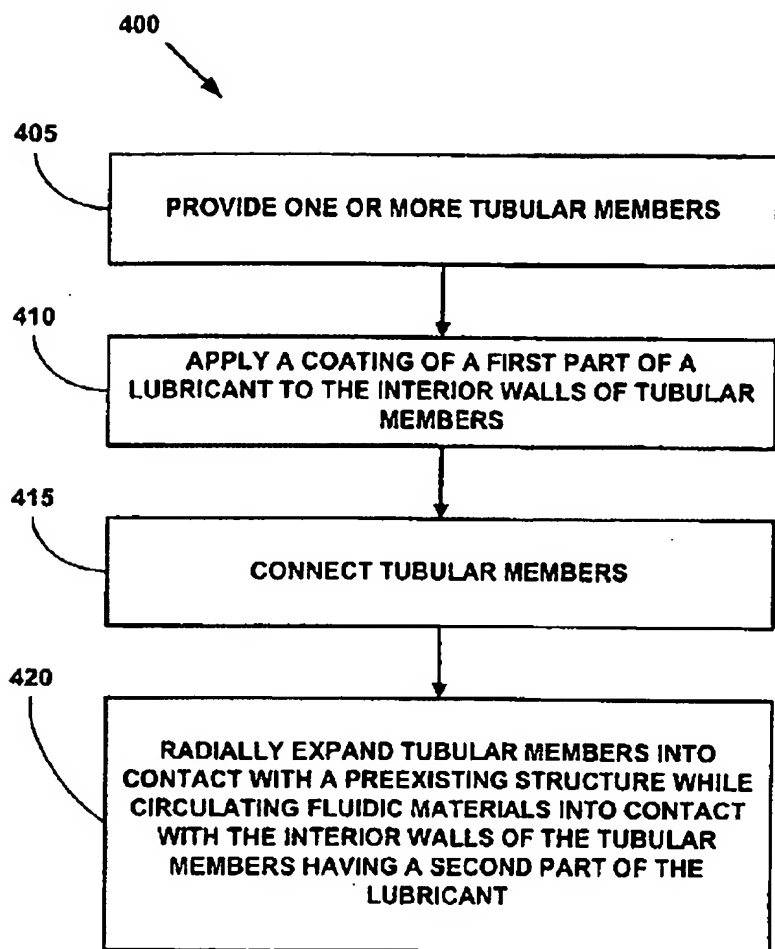 400
405
PROVIDE ONE OR MORE TUBULAR MEMBERS
410
APPLY A COATING OF A FIRST PART OF A
LUBRICANT TO THE INTERIOR WALLS OF TUBULAR
MEMBERS
415
CONNECT TUBULAR MEMBERS
420
RADIALLY EXPAND TUBULAR MEMBERS INTO
CONTACT WITH A PREEXISTING STRUCTURE WHILE
CIRCULATING FLUIDIC MATERIALS INTO CONTACT
WITH THE INTERIOR WALLS OF THE TUBULAR
MEMBERS HAVING A SECOND PART OF THE
LUBRICANT